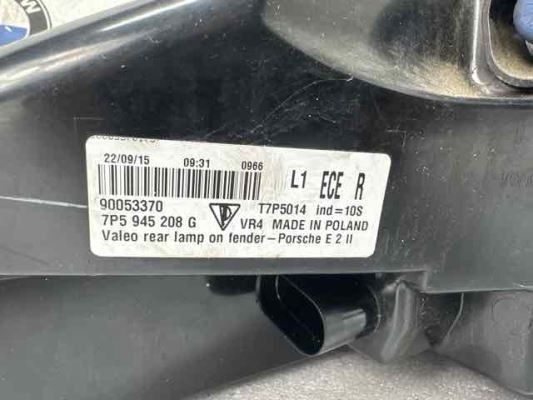 22/09/15 09:31 0966
L1 ECE R
90053370 T7P5014 ind=10S
7P5 945 208 G VR4 MADE IN POLAND
Valeo rear lamp on fender-Porsche E 2 II